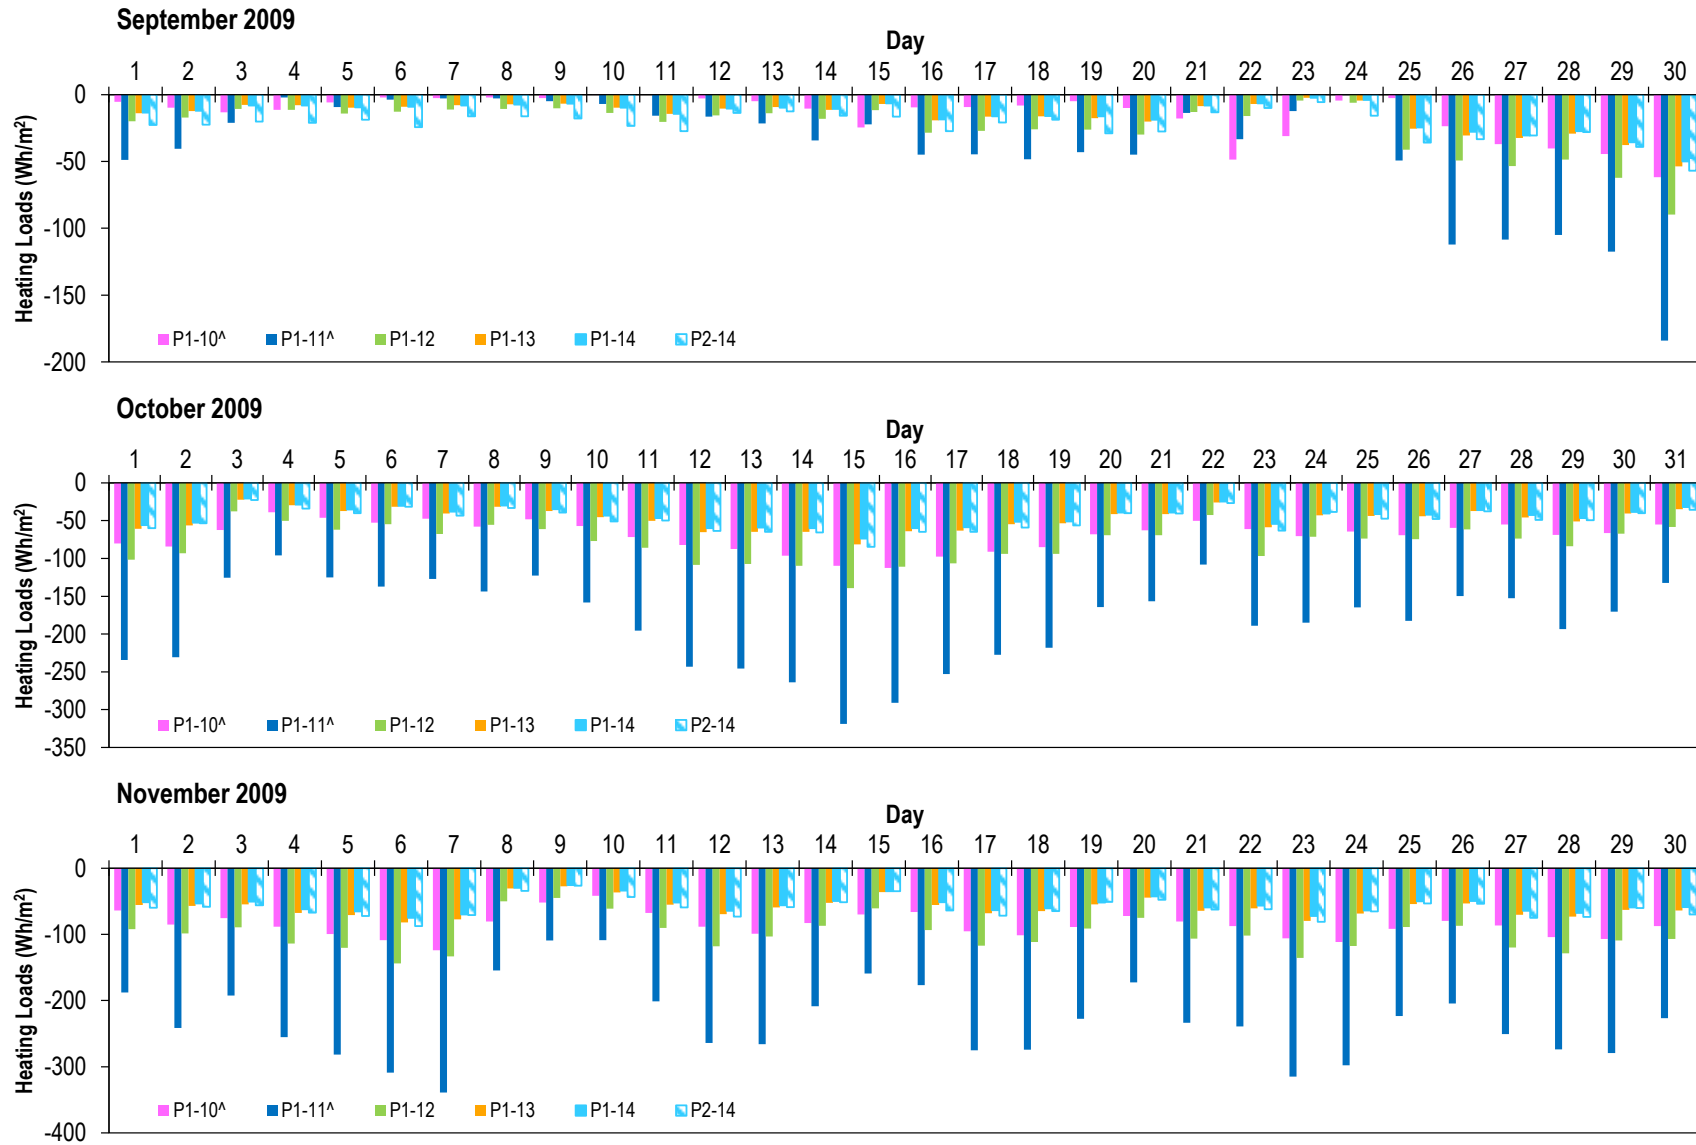 September 2009
Day
1 2 3 4 5 6 7 8 9 10 11 12 13 14 15 16 17 18 19 20 21 22 23 24 25 26 27 28 29 30
0
-50
-100
-150
-200
Heating Loads (Wh/m²)
P1-10^ P1-11^ P1-12 P1-13 P1-14 P2-14
October 2009
Day
1 2 3 4 5 6 7 8 9 10 11 12 13 14 15 16 17 18 19 20 21 22 23 24 25 26 27 28 29 30 31
0
-50
-100
-150
-200
-250
-300
-350
Heating Loads (Wh/m²)
P1-10^ P1-11^ P1-12 P1-13 P1-14 P2-14
November 2009
Day
1 2 3 4 5 6 7 8 9 10 11 12 13 14 15 16 17 18 19 20 21 22 23 24 25 26 27 28 29 30
0
-100
-200
-300
-400
Heating Loads (Wh/m²)
P1-10^ P1-11^ P1-12 P1-13 P1-14 P2-14